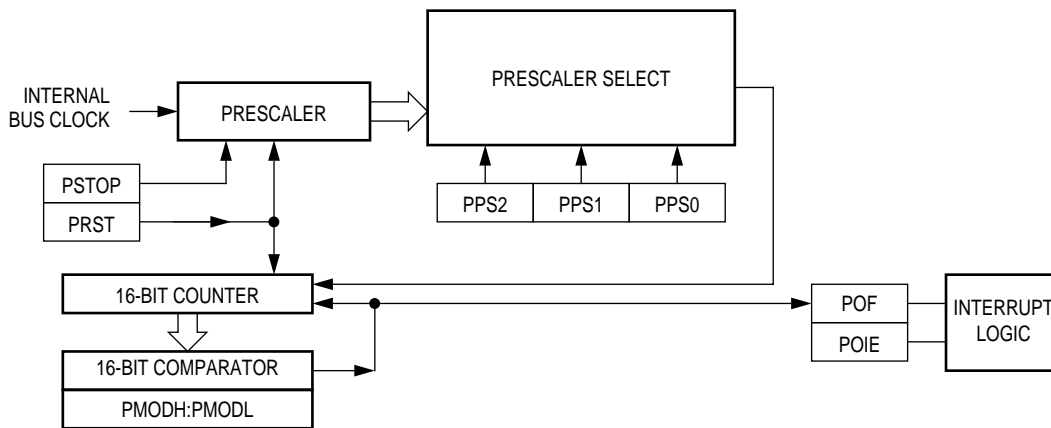 PRESCALER SELECT
INTERNAL
BUS CLOCK
PRESCALER
PSTOP
PRST
PPS2
PPS1
PPS0
16-BIT COUNTER
POF
POIE
INTERRUPT
LOGIC
16-BIT COMPARATOR
PMODH:PMODL